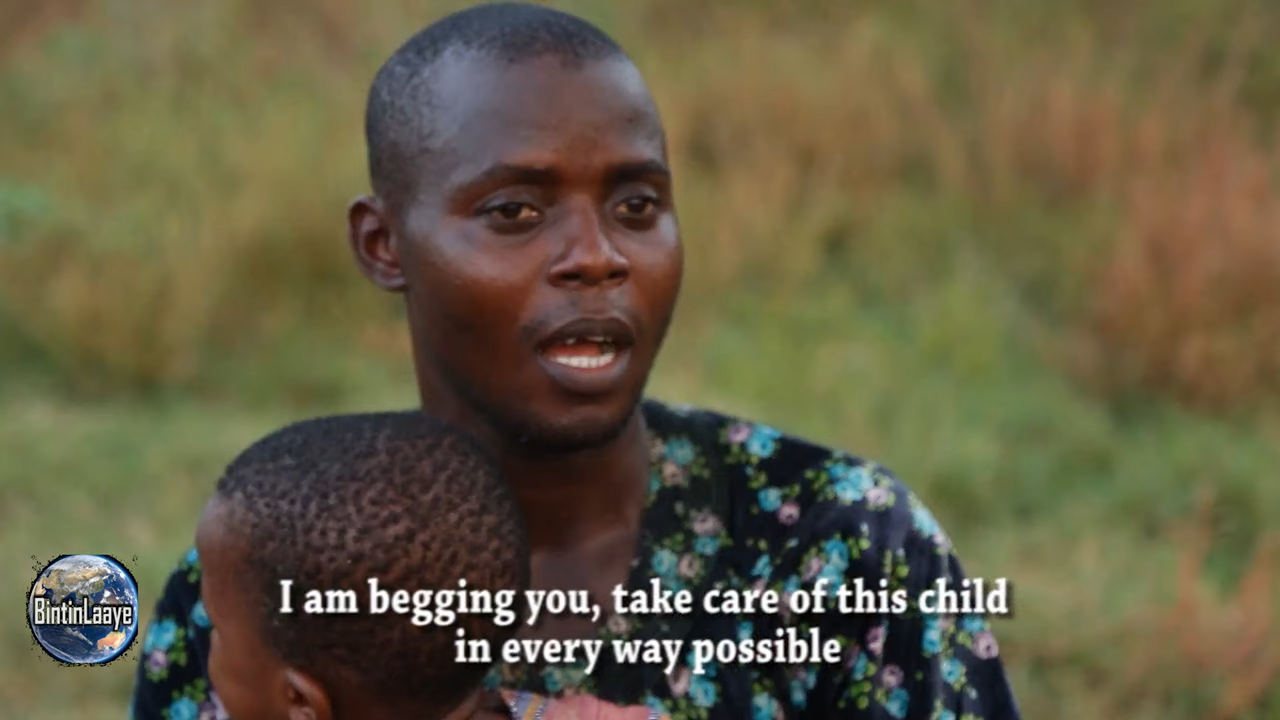 BintinLaaye
I am begging you, take care of this child
in every way possible